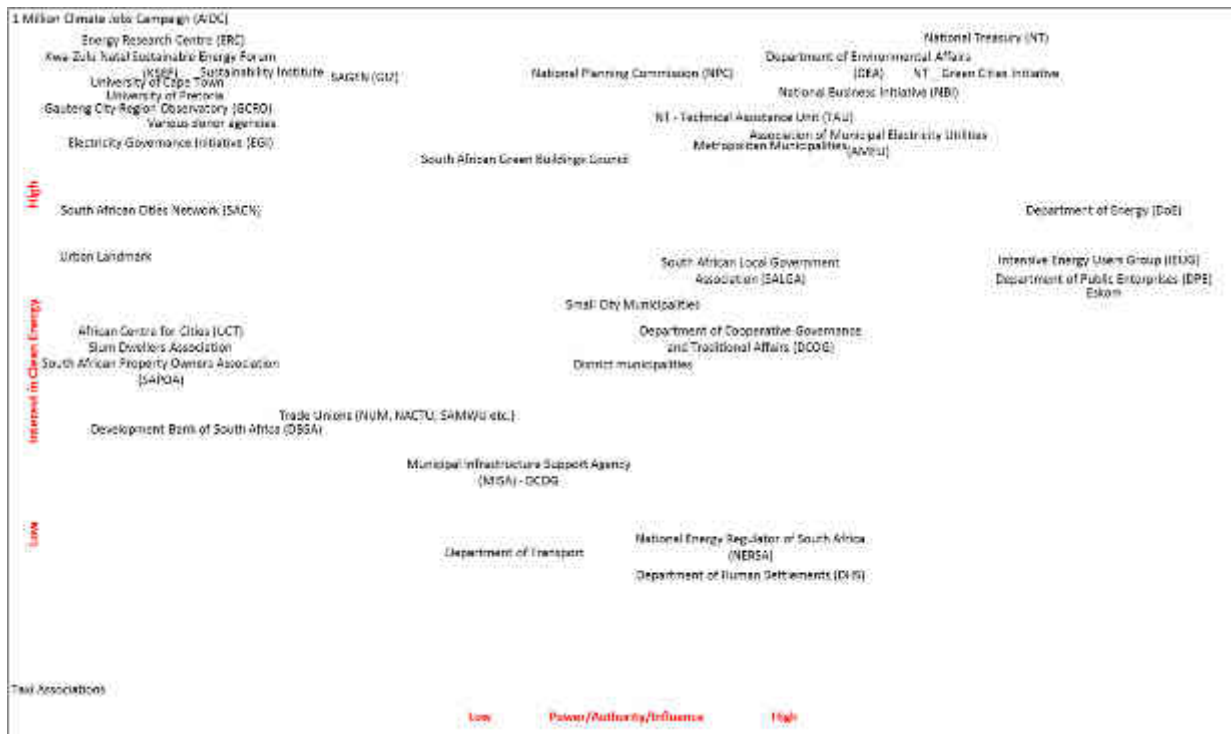 1 Million Climate Jobs Campaign (AIDC)
Energy Research Centre (ERC)
National Treasury (NT)
Kwa-Zulu Natal Sustainable Energy Forum
(KSEF)
Sustainability Institute
Department of Environmental Affairs
(DEA)
NT
Green Cities Initiative
University of Cape Town
SAGEN (GIZ)
National Planning Commission (NPC)
University of Pretoria
National Business Initiative (NBI)
Gauteng City-Region Observatory (GCRO)
Various donor agencies
NT - Technical Assistance Unit (TAU)
Electricity Governance Initiative (EGI)
Association of Municipal Electricity Utilities
(AMEU)
Metropolitan Municipalities
South African Green Buildings Council
High
South African Cities Network (SACN)
Department of Energy (DoE)
Urban Landmark
South African Local Government
Association (SALGA)
Intensive Energy Users Group (IEUG)
Department of Public Enterprises (DPE)
Eskom
Small City Municipalities
Interest in Clean Energy
African Centre for Cities (UCT)
Slum Dwellers Association
South African Property Owners Association
(SAPOA)
Department of Cooperative Governance
and Traditional Affairs (DCOG)
District municipalities
Trade Unions (NUM, NACTU, SAMWU etc.)
Development Bank of South Africa (DBSA)
Municipal Infrastructure Support Agency
(MISA) - DCOG
Low
Department of Transport
National Energy Regulator of South Africa
(NERSA)
Department of Human Settlements (DHS)
Taxi Associations
Low
Power/Authority/Influence
High